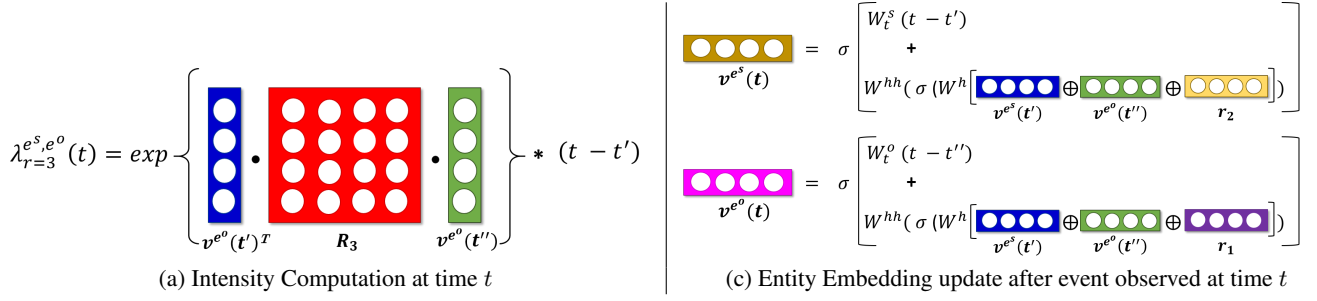 λ_{r=3}^{e^s,e^o}(t) = exp { • • } * (t − t′)
v^{e^o}(t′)^T R_3 v^{e^o}(t″)
(a) Intensity Computation at time t
W_t^s (t − t′)
+
= σ
v^{e^s}(t)
W^{hh}( σ (W^h [ ⊕ ⊕ ])
v^{e^s}(t′) v^{e^o}(t″) r_2
W_t^o (t − t″)
+
= σ
v^{e^o}(t)
W^{hh}( σ (W^h [ ⊕ ⊕ ])
v^{e^s}(t′) v^{e^o}(t″) r_1
(c) Entity Embedding update after event observed at time t